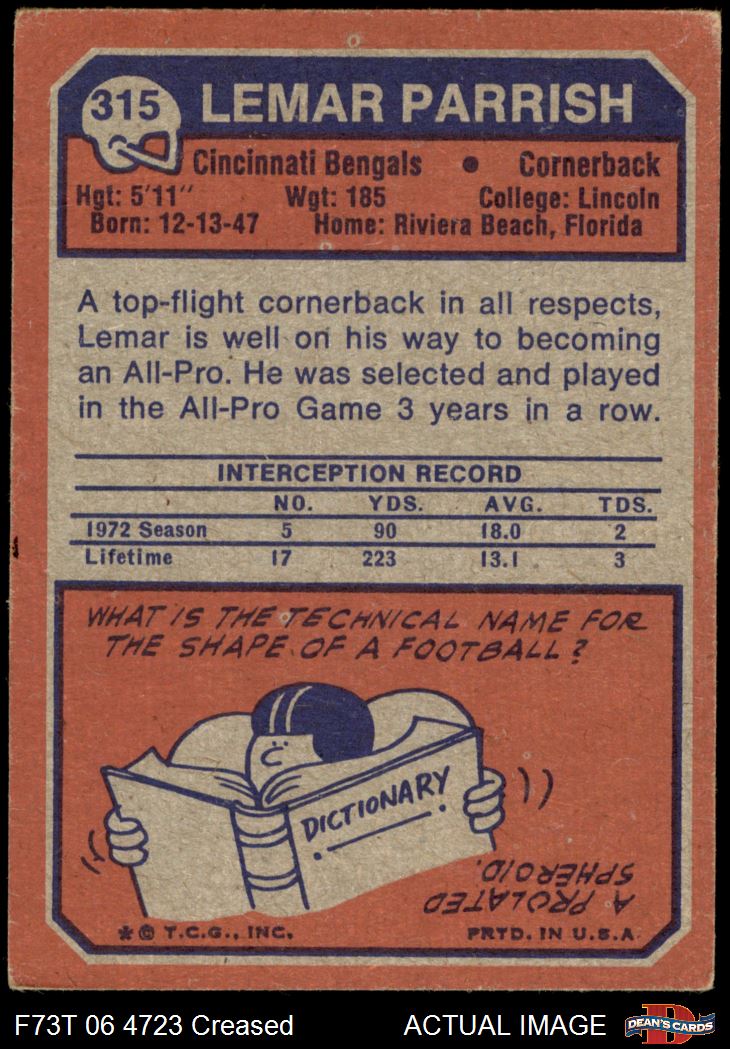 315 LEMAR PARRISH
Cincinnati Bengals • Cornerback
Hgt: 5'11" Wgt: 185 College: Lincoln
Born: 12-13-47 Home: Riviera Beach, Florida
A top-flight cornerback in all respects,
Lemar is well on his way to becoming
an All-Pro. He was selected and played
in the All-Pro Game 3 years in a row.
INTERCEPTION RECORD
NO. YDS. AVG. TDS.
1972 Season 5 90 18.0 2
Lifetime 17 223 13.1 3
WHAT IS THE TECHNICAL NAME FOR
THE SHAPE OF A FOOTBALL?
DICTIONARY
A PROLATED
SPHEROID.
* © T.C.G., INC. PRTD. IN U.S.A.
F73T 06 4723 Creased ACTUAL IMAGE
D
DEAN'S CARDS